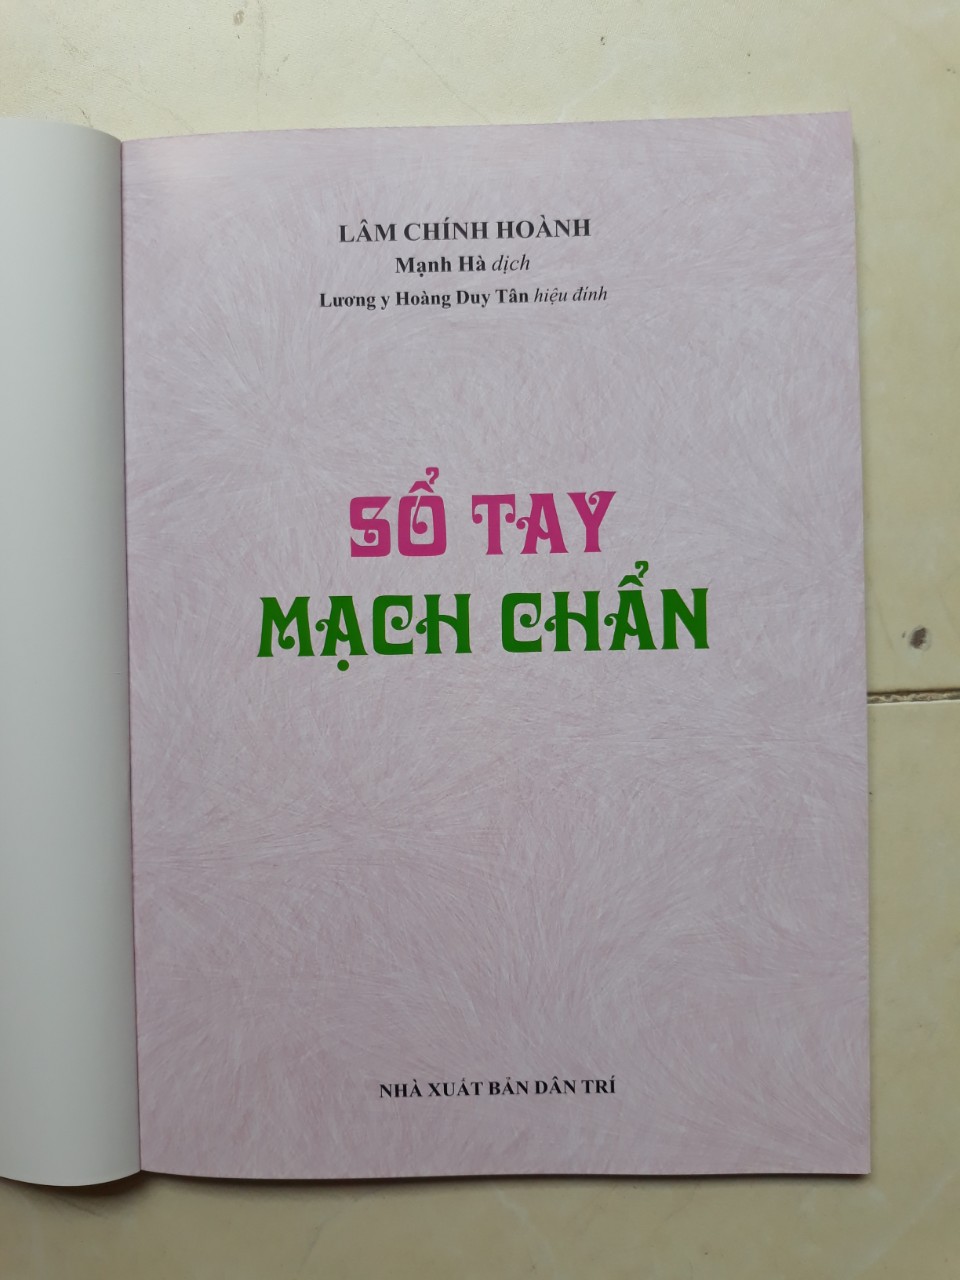 LÂM CHÍNH HOÀNH
Mạnh Hà dịch
Lương y Hoàng Duy Tân hiệu đính
SỔ TAY
MẠCH CHẨN
NHÀ XUẤT BẢN DÂN TRÍ